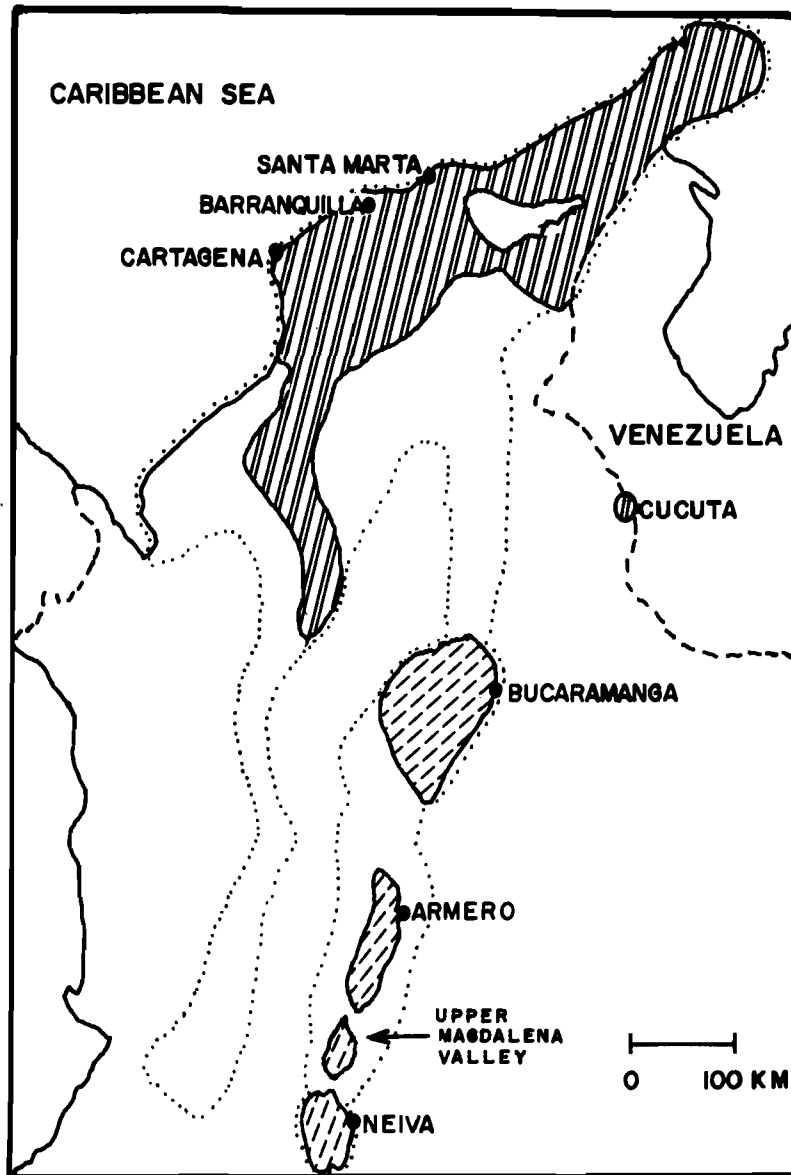 CARIBBEAN SEA
SANTA MARTA
BARRANQUILLA
CARTAGENA
VENEZUELA
CUCUTA
BUCARAMANGA
ARMERO
UPPER
MAGDALENA
VALLEY
0 100 KM
NEIVA